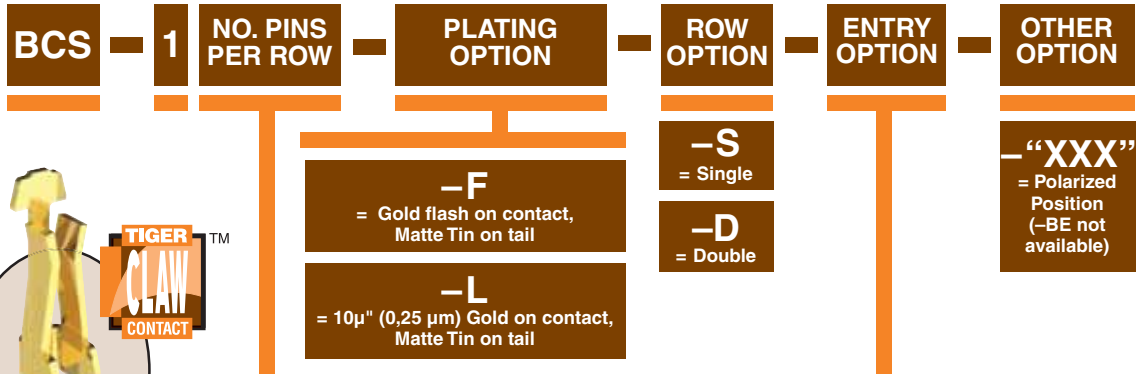 BCS – 1 NO. PINS – PLATING – ROW – ENTRY – OTHER
PER ROW OPTION OPTION OPTION OPTION
–F
= Gold flash on contact,
Matte Tin on tail
–L
= 10µ" (0,25 µm) Gold on contact,
Matte Tin on tail
–S
= Single
–D
= Double
–“XXX”
= Polarized
Position
(–BE not
available)
TIGER TM
CLAW
CONTACT